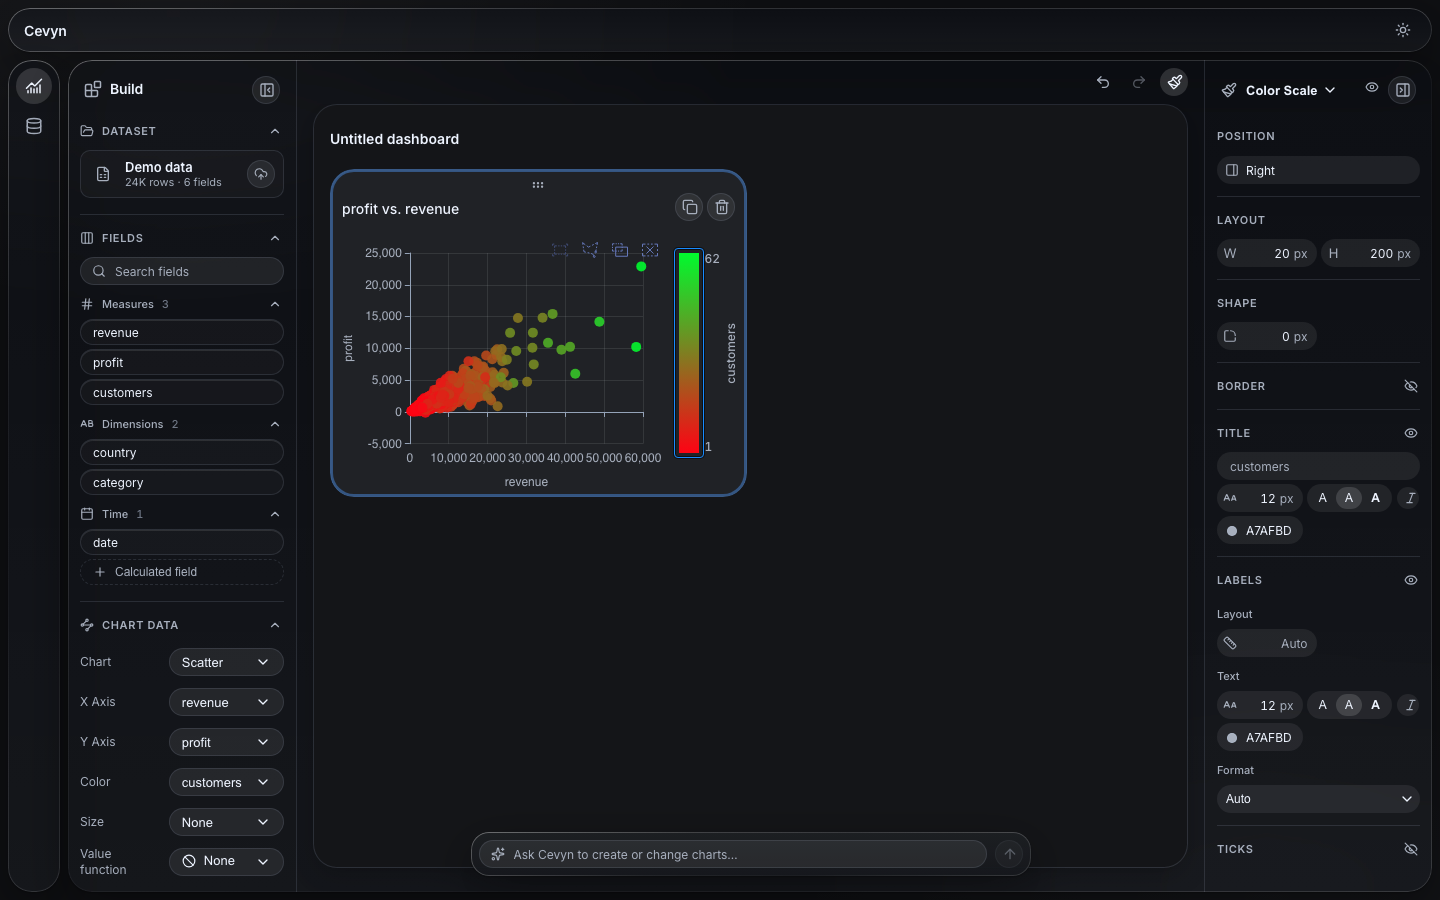 Cevyn
Build
DATASET
Demo data
24K rows · 6 fields
FIELDS
Search fields
Measures 3
revenue
profit
customers
AB Dimensions 2
country
category
Time 1
date
Calculated field
CHART DATA
Chart Scatter
X Axis revenue
Y Axis profit
Color customers
Size None
Value function None
Untitled dashboard
profit vs. revenue
25,000
20,000
15,000
10,000
5,000
0
-5,000
profit
0 10,000 20,000 30,000 40,000 50,000 60,000
revenue
62
1
customers
Ask Cevyn to create or change charts...
Color Scale
POSITION
Right
LAYOUT
W 20 px H 200 px
SHAPE
0 px
BORDER
TITLE
customers
AA 12 px A A A I
A7AFBD
LABELS
Layout
Auto
Text
AA 12 px A A A I
A7AFBD
Format
Auto
TICKS